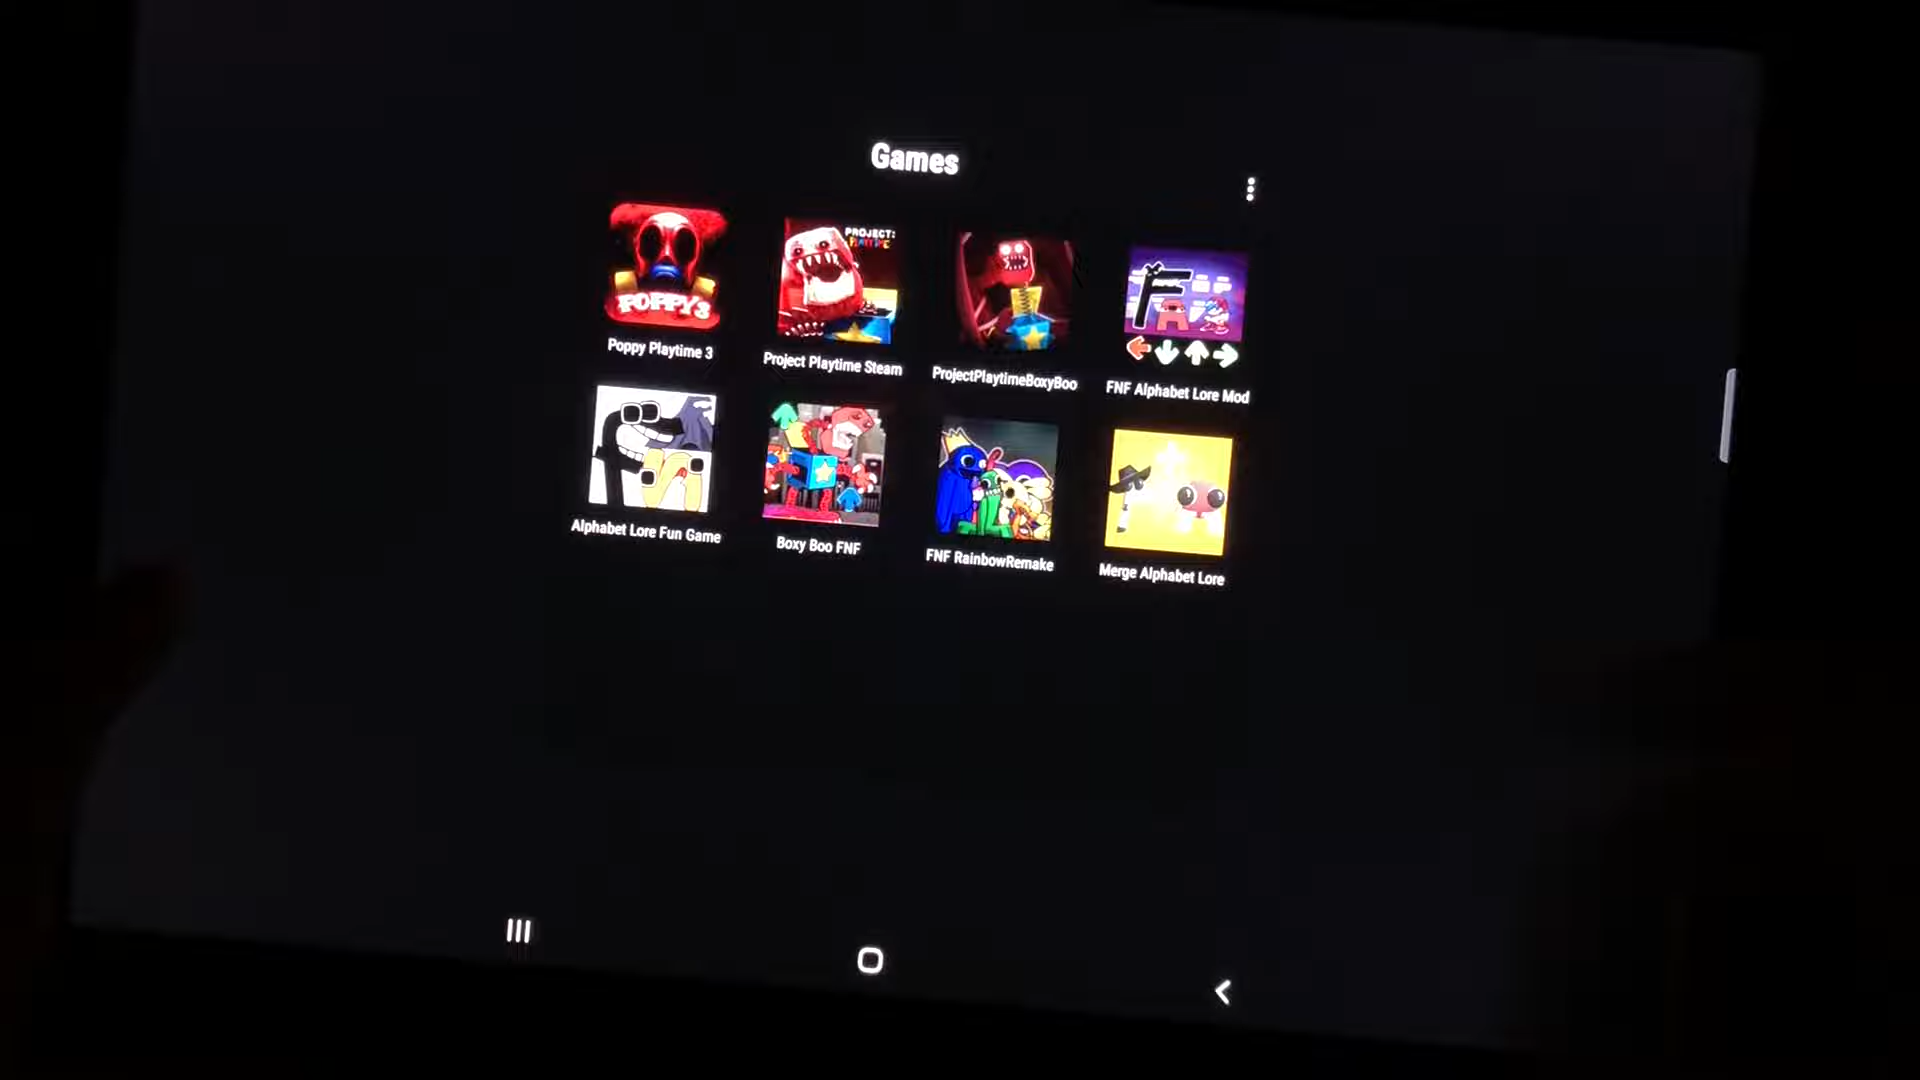 Games
POPPY3
PROJECT:
PLAYTIME
Poppy Playtime 3
Project Playtime Steam
ProjectPlaytimeBoxyBoo
FNF Alphabet Lore Mod
Alphabet Lore Fun Game
Boxy Boo FNF
FNF RainbowRemake
Merge Alphabet Lore